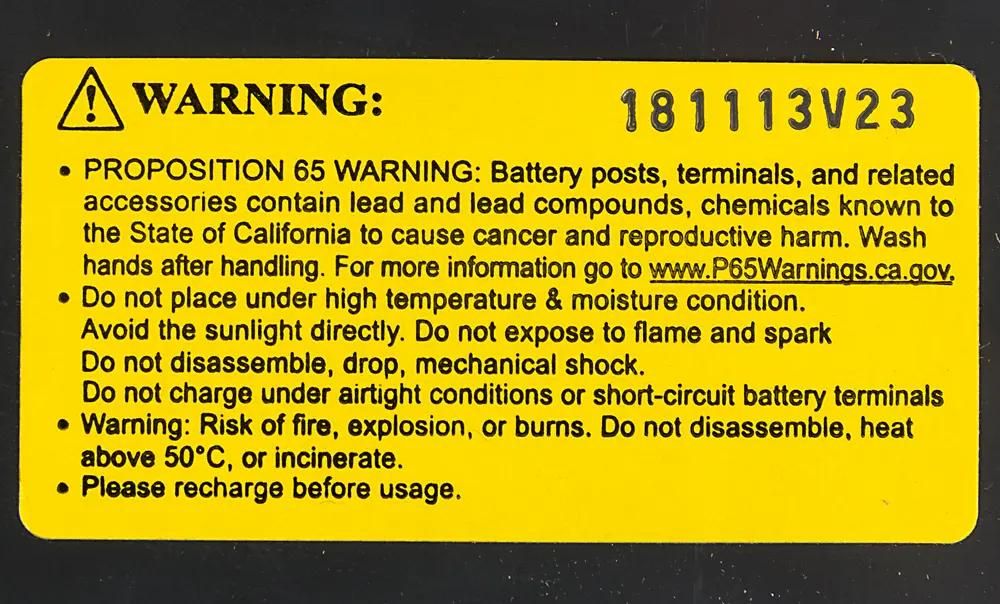 WARNING: 181113V23
• PROPOSITION 65 WARNING: Battery posts, terminals, and related
accessories contain lead and lead compounds, chemicals known to
the State of California to cause cancer and reproductive harm. Wash
hands after handling. For more information go to www.P65Warnings.ca.gov.
• Do not place under high temperature & moisture condition.
Avoid the sunlight directly. Do not expose to flame and spark
Do not disassemble, drop, mechanical shock.
Do not charge under airtight conditions or short-circuit battery terminals
• Warning: Risk of fire, explosion, or burns. Do not disassemble, heat
above 50°C, or incinerate.
• Please recharge before usage.